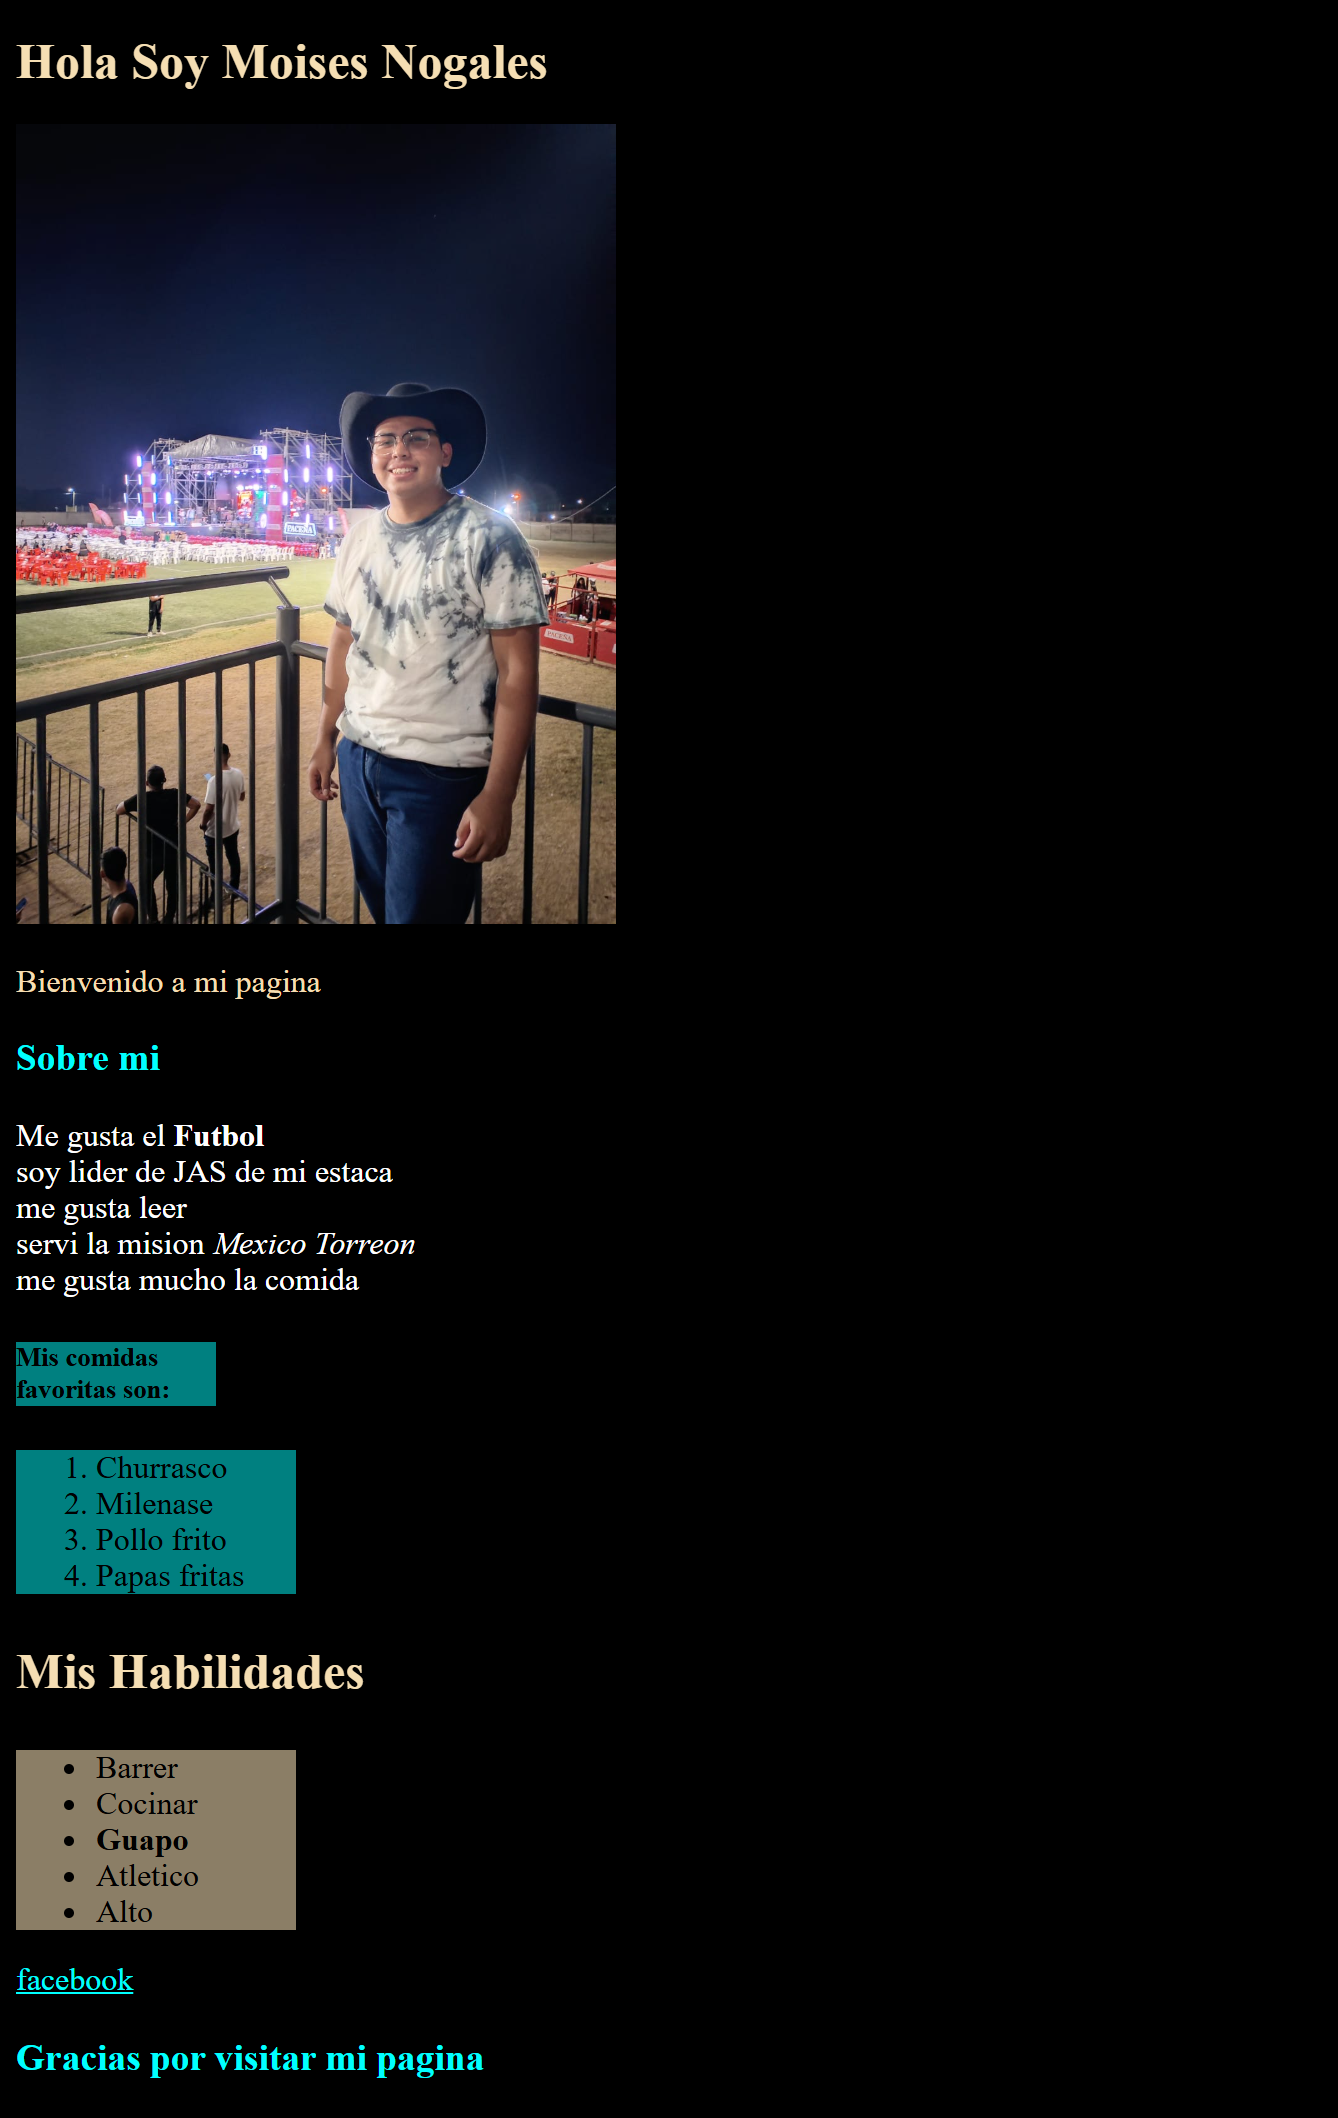 Hola Soy Moises Nogales
PACEÑA
PACEÑA
Bienvenido a mi pagina
Sobre mi
Me gusta el Futbol
soy lider de JAS de mi estaca
me gusta leer
servi la mision Mexico Torreon
me gusta mucho la comida
Mis comidas
favoritas son:
1. Churrasco
2. Milenase
3. Pollo frito
4. Papas fritas
Mis Habilidades
• Barrer
• Cocinar
• Guapo
• Atletico
• Alto
facebook
Gracias por visitar mi pagina